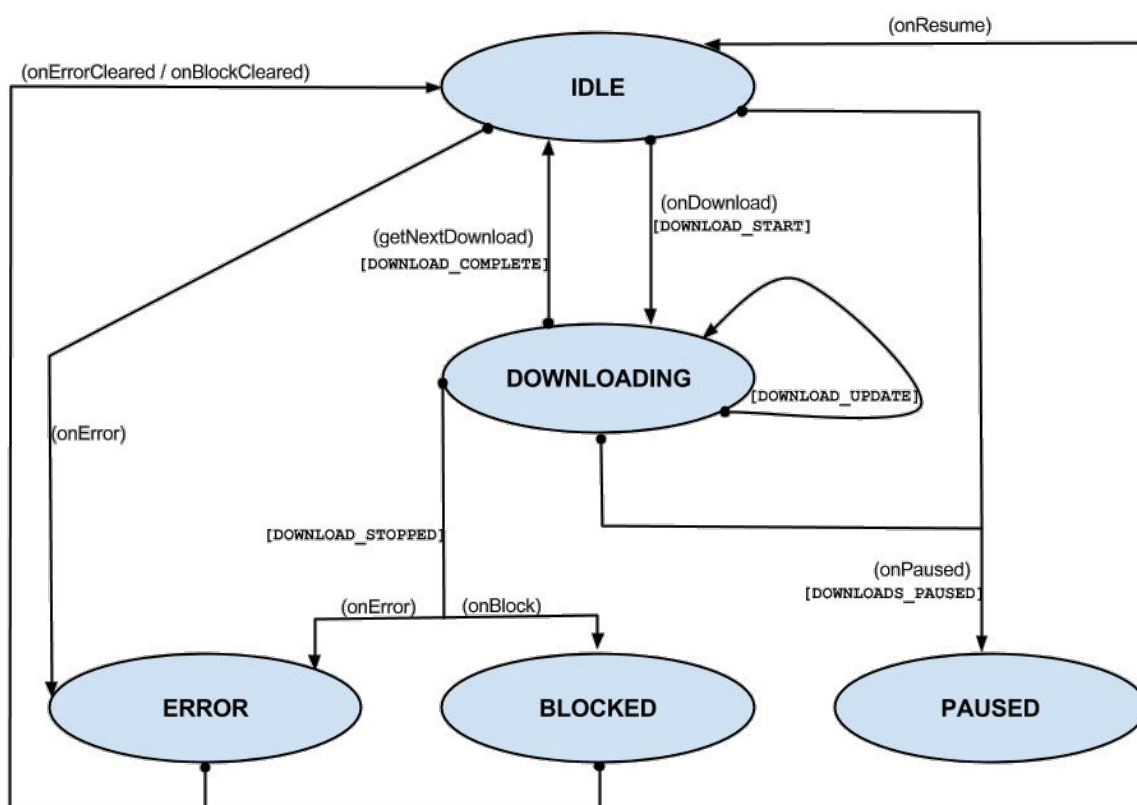 (onResume)
(onErrorCleared / onBlockCleared)
IDLE
(onDownload)
[DOWNLOAD_START]
(getNextDownload)
[DOWNLOAD_COMPLETE]
DOWNLOADING
[DOWNLOAD_UPDATE]
(onError)
[DOWNLOAD_STOPPED]
(onPaused)
[DOWNLOADS_PAUSED]
(onError)
(onBlock)
ERROR
BLOCKED
PAUSED